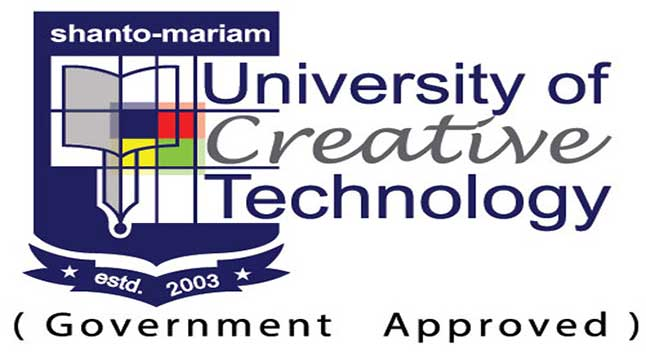 shanto-mariam
University of
Creative
Technology
estd. 2003
( Government Approved )